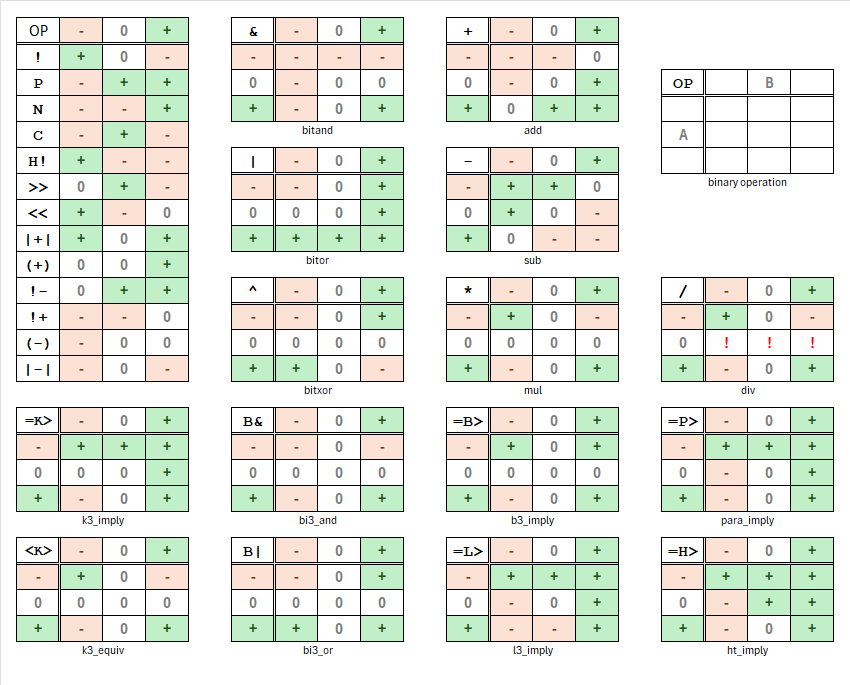 OP - 0 +
! + 0 -
P - + +
N - - +
C - + -
H! + - -
>> 0 + -
<< + - 0
|+| + 0 +
(+) 0 0 +
!- 0 + +
!+ - - 0
(-) - 0 0
|-| - 0 -
& - 0 +
- - - -
0 - 0 0
+ - 0 +
bitand
+ - 0 +
- - - 0
0 - 0 +
+ 0 + +
add
OP B
A
binary operation
| - 0 +
- - 0 +
0 0 0 +
+ + + +
bitor
- - 0 +
- + + 0
0 + 0 -
+ 0 - -
sub
^ - 0 +
- - 0 +
0 0 0 0
+ + 0 -
bitxor
* - 0 +
- + 0 -
0 0 0 0
+ - 0 +
mul
/ - 0 +
- + 0 -
0 ! ! !
+ - 0 +
div
=K> - 0 +
- + + +
0 0 0 +
+ - 0 +
k3_imply
B& - 0 +
- - 0 -
0 0 0 0
+ - 0 +
bi3_and
=B> - 0 +
- + 0 +
0 0 0 0
+ - 0 +
b3_imply
=P> - 0 +
- + + +
0 - 0 +
+ - 0 +
para_imply
<K> - 0 +
- + 0 -
0 0 0 0
+ - 0 +
k3_equiv
B| - 0 +
- - 0 +
0 0 0 0
+ + 0 +
bi3_or
=L> - 0 +
- + + +
0 - 0 +
+ - - +
l3_imply
=H> - 0 +
- + + +
0 - + +
+ - 0 +
ht_imply